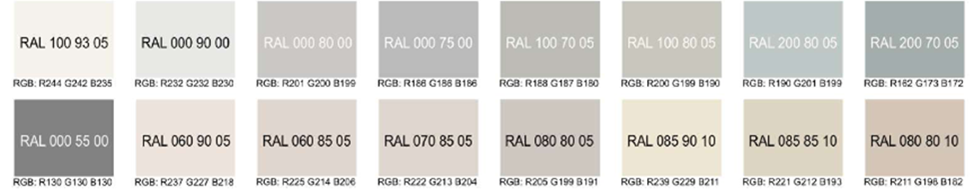 RAL 100 93 05 RAL 000 90 00 RAL 000 80 00 RAL 000 75 00 RAL 100 70 05 RAL 100 80 05 RAL 200 80 05 RAL 200 70 05
RGB: R244 G242 B235 RGB: R232 G232 B230 RGB: R201 G200 B199 RGB: R186 G186 B186 RGB: R188 G187 B180 RGB: R200 G199 B190 RGB: R190 G201 B199 RGB: R162 G173 B172
RAL 000 55 00 RAL 060 90 05 RAL 060 85 05 RAL 070 85 05 RAL 080 80 05 RAL 085 90 10 RAL 085 85 10 RAL 080 80 10
RGB: R130 G130 B130 RGB: R237 G227 B218 RGB: R225 G214 B206 RGB: R222 G213 B204 RGB: R205 G199 B191 RGB: R239 G229 B211 RGB: R221 G212 B193 RGB: R211 G196 B182